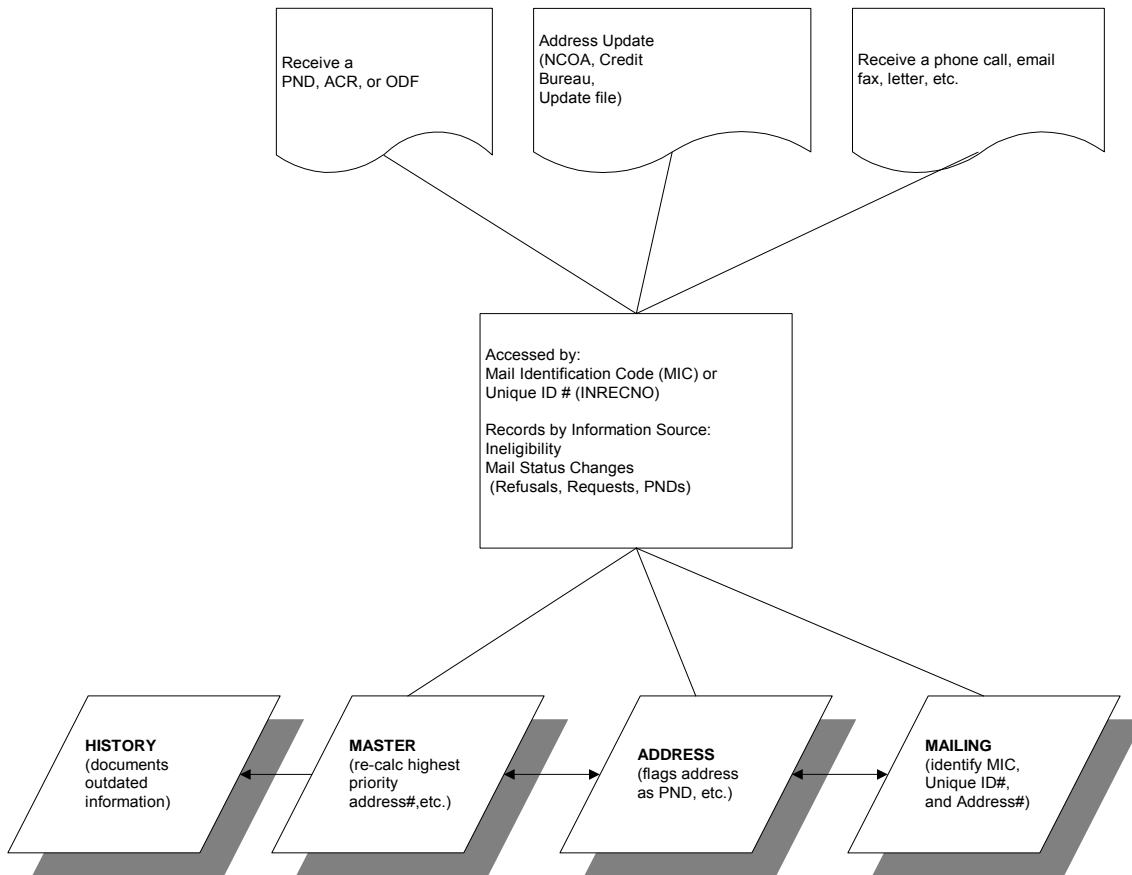 Receive a
PND, ACR, or ODF
Address Update
(NCOA, Credit
Bureau,
Update file)
Receive a phone call, email
fax, letter, etc.
Accessed by:
Mail Identification Code (MIC) or
Unique ID # (INRECNO)
Records by Information Source:
Ineligibility
Mail Status Changes
(Refusals, Requests, PNDs)
HISTORY
(documents
outdated
information)
MASTER
(re-calc highest
priority
address#,etc.)
ADDRESS
(flags address
as PND, etc.)
MAILING
(identify MIC,
Unique ID#,
and Address#)